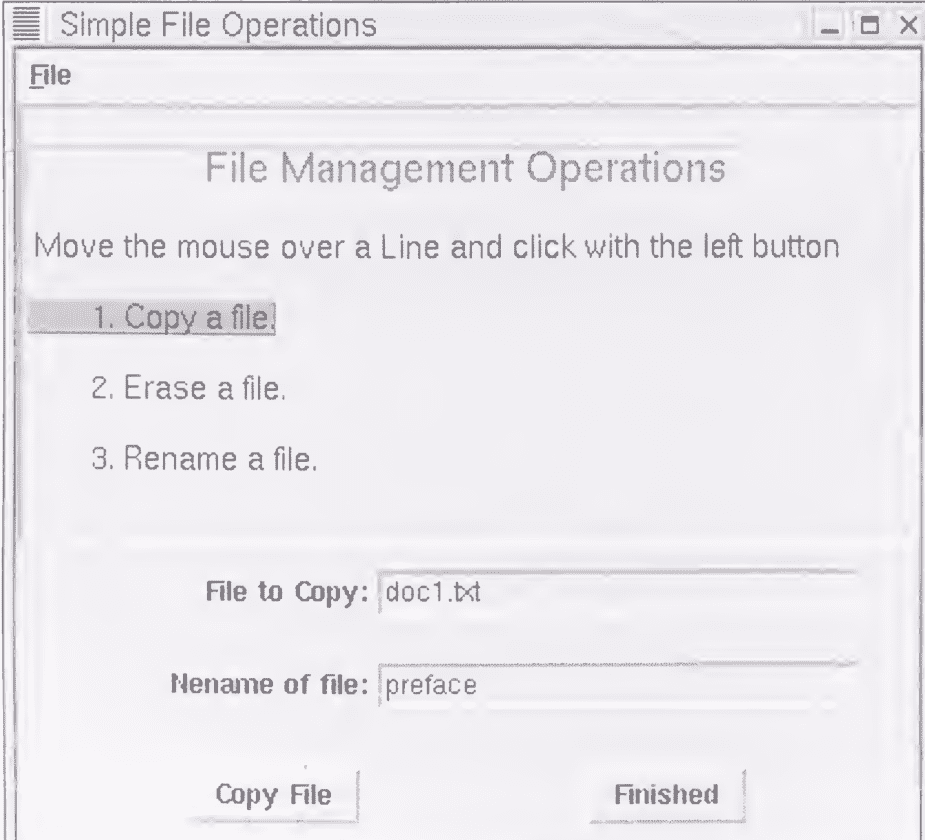 Simple File Operations
File
File Management Operations
Move the mouse over a Line and click with the left button
1. Copy a file.
2. Erase a file.
3. Rename a file.
File to Copy: doc1.txt
Nename of file: preface
Copy File Finished